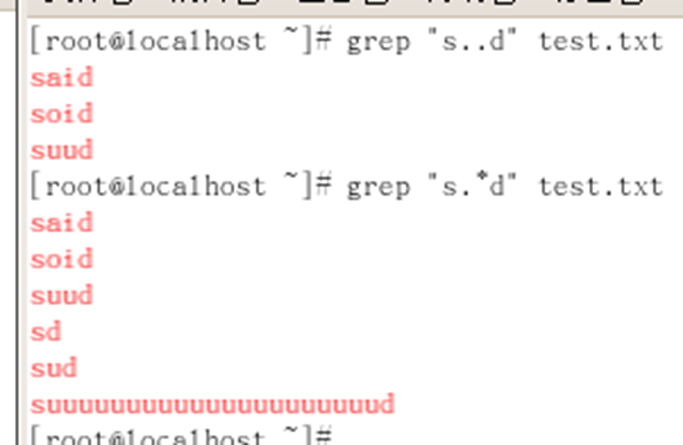 [root@localhost ~]# grep "s..d" test.txt
said
soid
suud
[root@localhost ~]# grep "s.*d" test.txt
said
soid
suud
sd
sud
suuuuuuuuuuuuuuuuuuuuud
[root@localhost ~]#